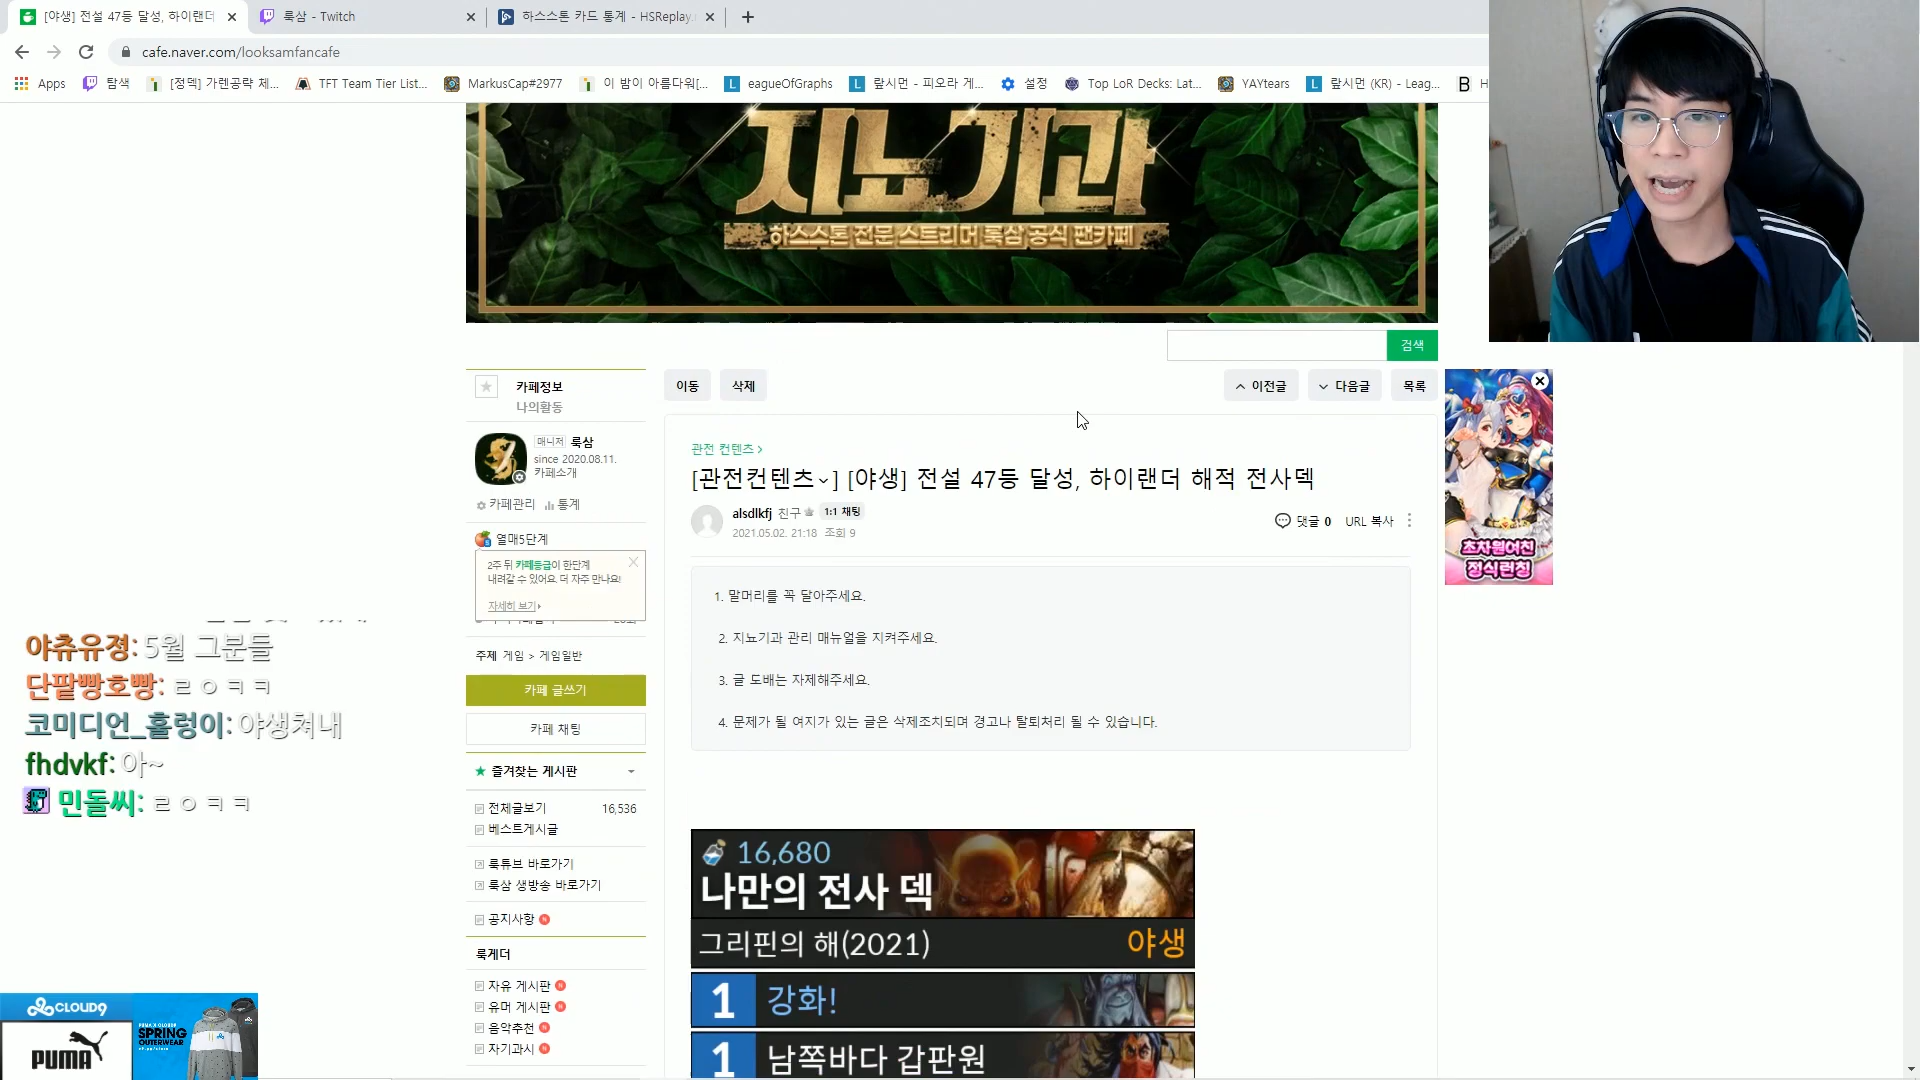 [야생] 전설 47등 달성, 하이랜더
룩삼 - Twitch
하스스톤 카드 통계 - HSReplay.
cafe.naver.com/looksamfancafe
Apps
탐색
[정덱] 가렌공략 체...
TFT Team Tier List...
MarkusCap#2977
이 밤이 아름다워[...
eagueOfGraphs
랖시먼 - 피오라 게...
설정
Top LoR Decks: Lat...
YAYtears
랖시먼 (KR) - Leag...
H
지뇨기과
하스스톤 전문 스트리머 룩삼 공식 팬카페
검색
카페정보
나의활동
이동
삭제
이전글
다음글
목록
매니저 룩삼
since 2020.08.11.
카페소개
카페관리
통계
열매5단계
2주 뒤 카페등급이 한단계
내려갈 수 있어요. 더 자주 만나요!
자세히 보기
주제 게임 > 게임일반
카페 글쓰기
카페 채팅
즐겨찾는 게시판
전체글보기 16,536
베스트게시글
룩튜브 바로가기
룩삼 생방송 바로가기
공지사항
룩게더
자유 게시판
유머 게시판
음악추천
자기과시
관전 컨텐츠
[관전컨텐츠] [야생] 전설 47등 달성, 하이랜더 해적 전사덱
alsdlkfj 친구 1:1 채팅
2021.05.02. 21:18 조회 9
댓글 0 URL 복사
1. 말머리를 꼭 달아주세요.
2. 지뇨기과 관리 매뉴얼을 지켜주세요.
3. 글 도배는 자제해주세요.
4. 문제가 될 여지가 있는 글은 삭제조치되며 경고나 탈퇴처리 될 수 있습니다.
16,680
나만의 전사 덱
그리핀의 해(2021) 야생
1 강화!
1 남쪽바다 갑판원
초차원여친
정식런칭
야츄유졍: 5월 그분들
단팥빵호빵: ㄹㅇㅋㅋ
코미디언_훌렁이: 야생쳐내
fhdvkf: 아~
민돌씨: ㄹㅇㅋㅋ
CLOUD9
PUMA
PUMA X CLOUD9
SPRING
OUTERWEAR